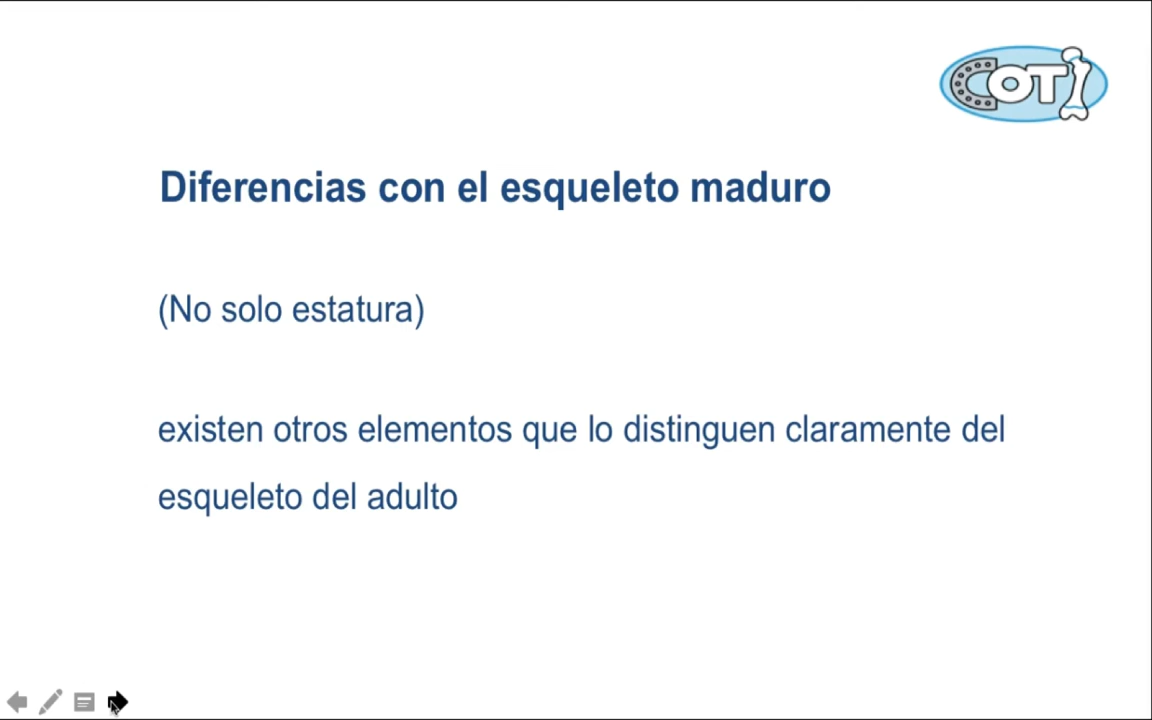 COTI
Diferencias con el esqueleto maduro
(No solo estatura)
existen otros elementos que lo distinguen claramente del
esqueleto del adulto